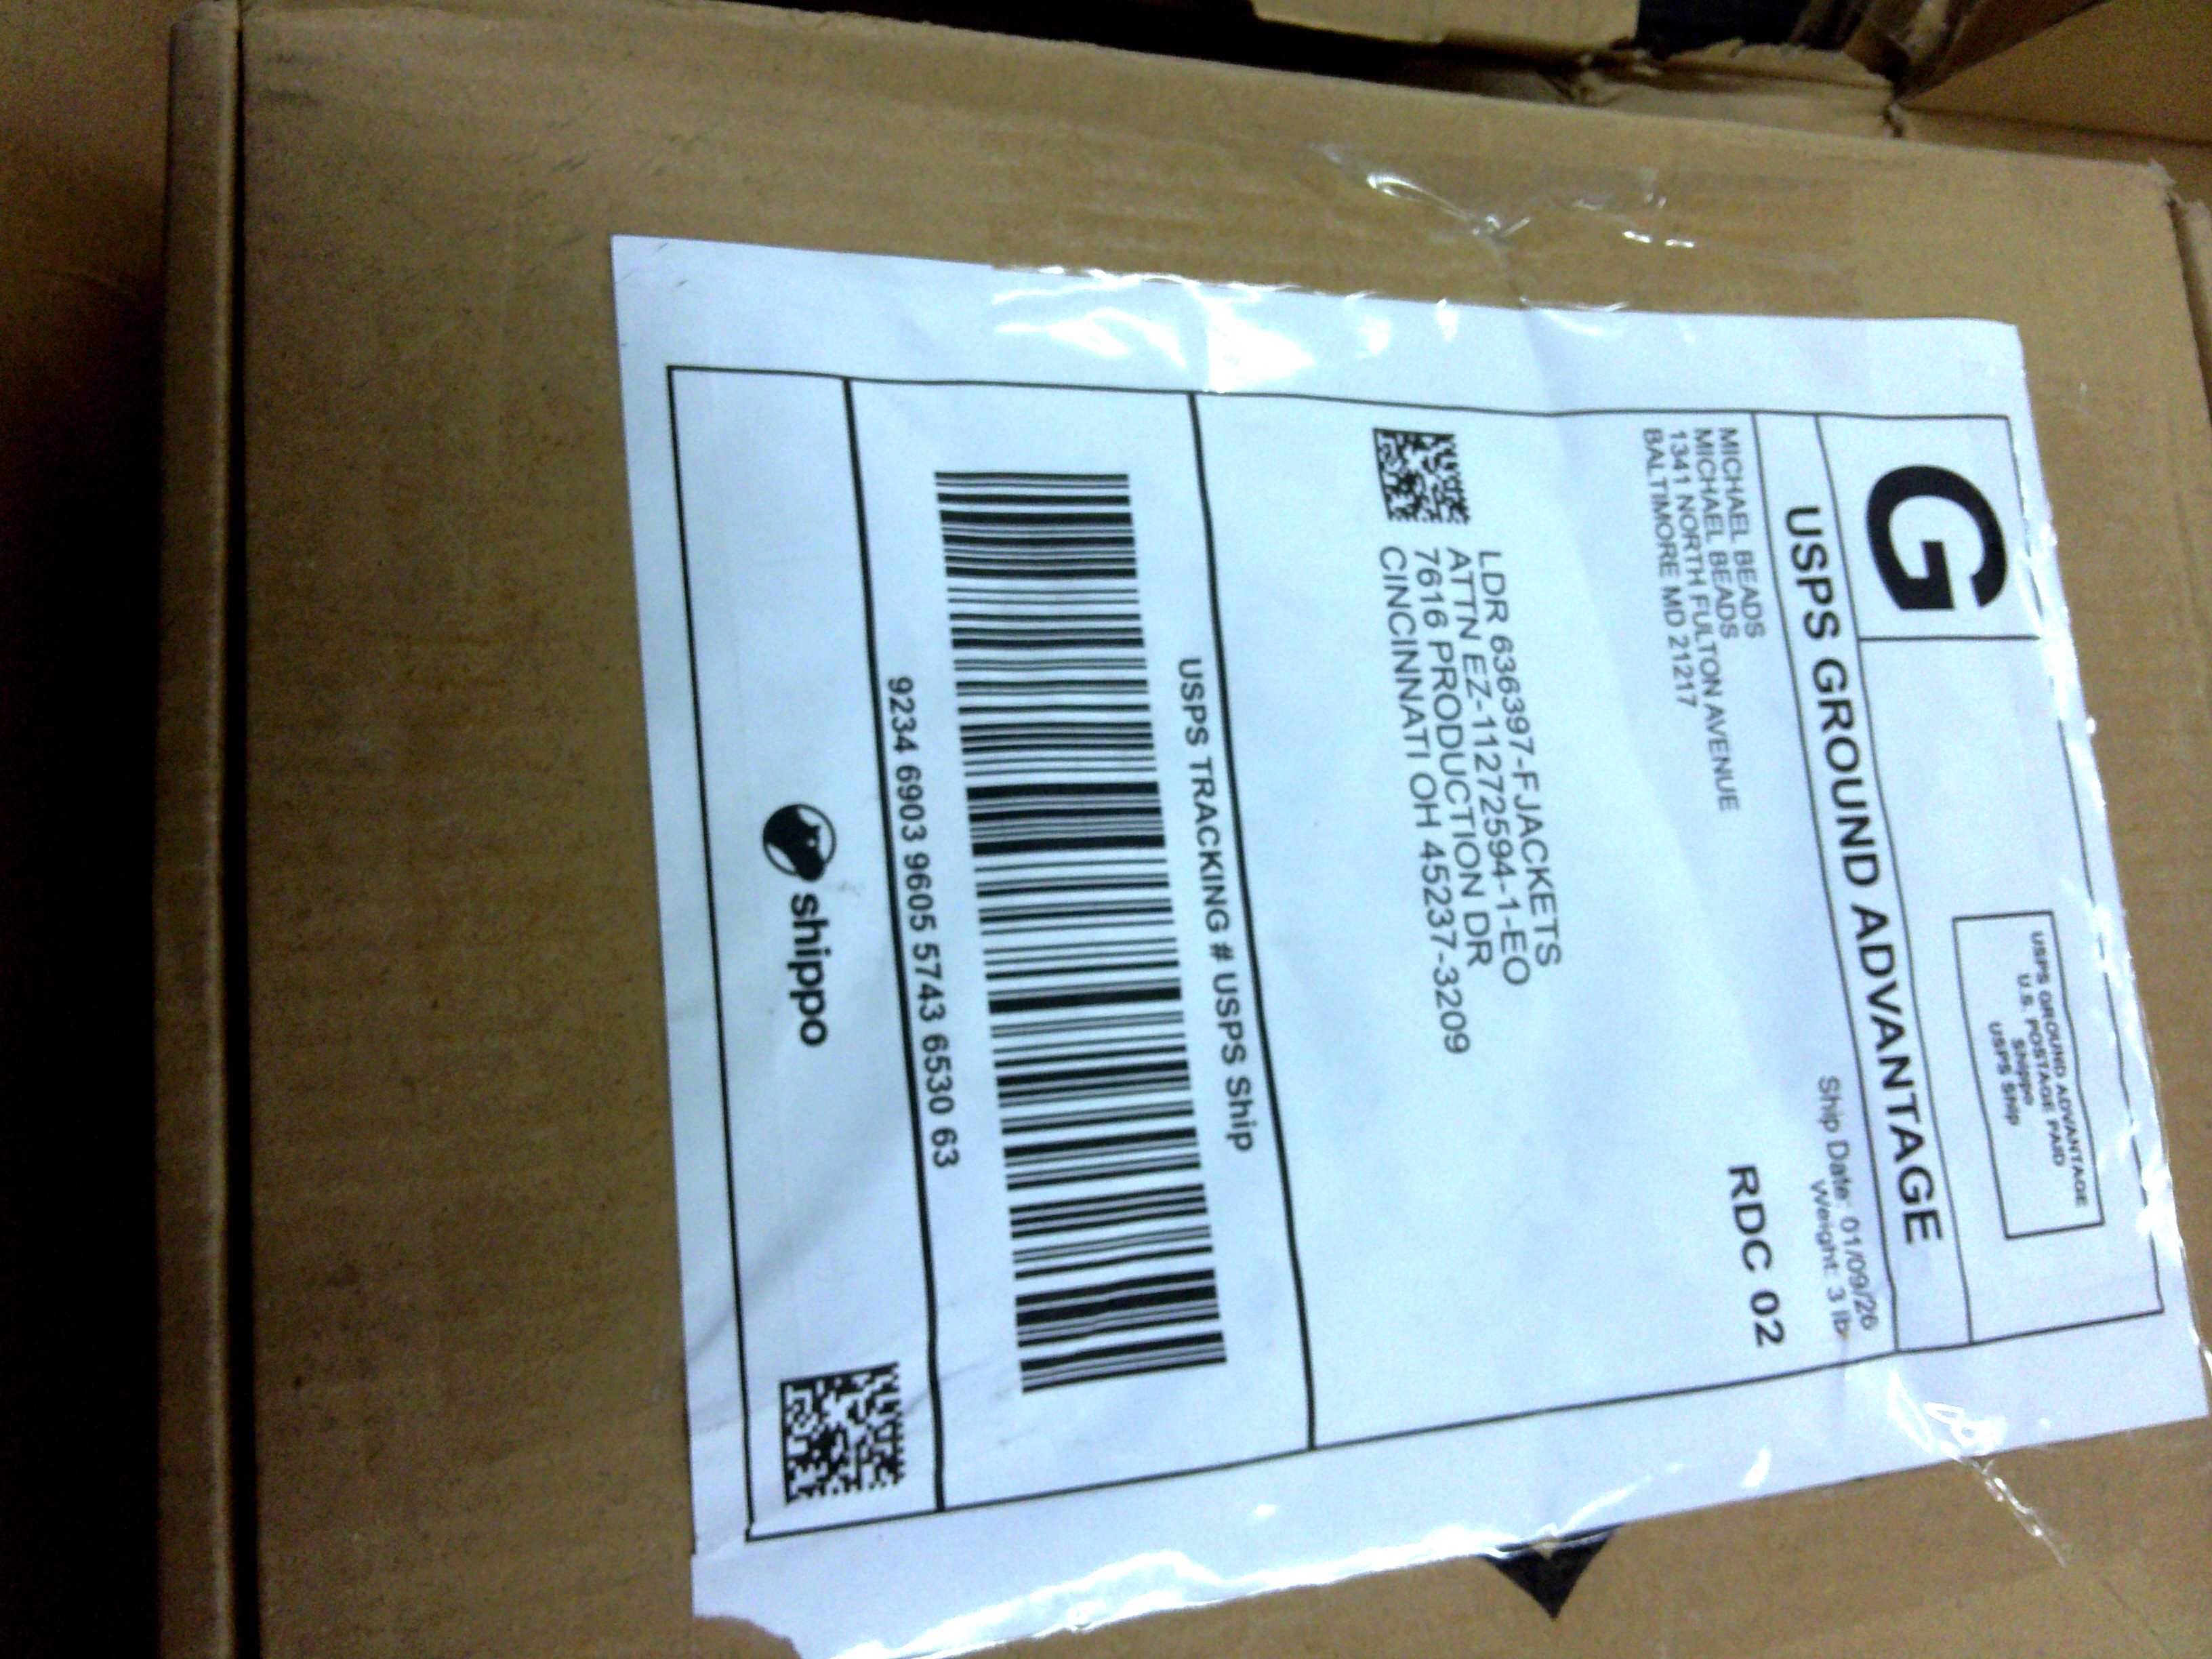 G
USPS GROUND ADVANTAGE
U.S. POSTAGE PAID
Shippo
USPS Ship
USPS GROUND ADVANTAGE
MICHAEL BEADS
MICHAEL BEADS
1341 NORTH FULTON AVENUE
BALTIMORE MD 21217
Ship Date: 01/09/26
Weight: 3 lb
RDC 02
LDR 636397-FJACKETS
ATTN EZ-112725594-1-EO
7616 PRODUCTION DR
CINCINNATI OH 45237-3209
USPS TRACKING # USPS Ship
9234 6903 9605 5743 6530 63
shippo